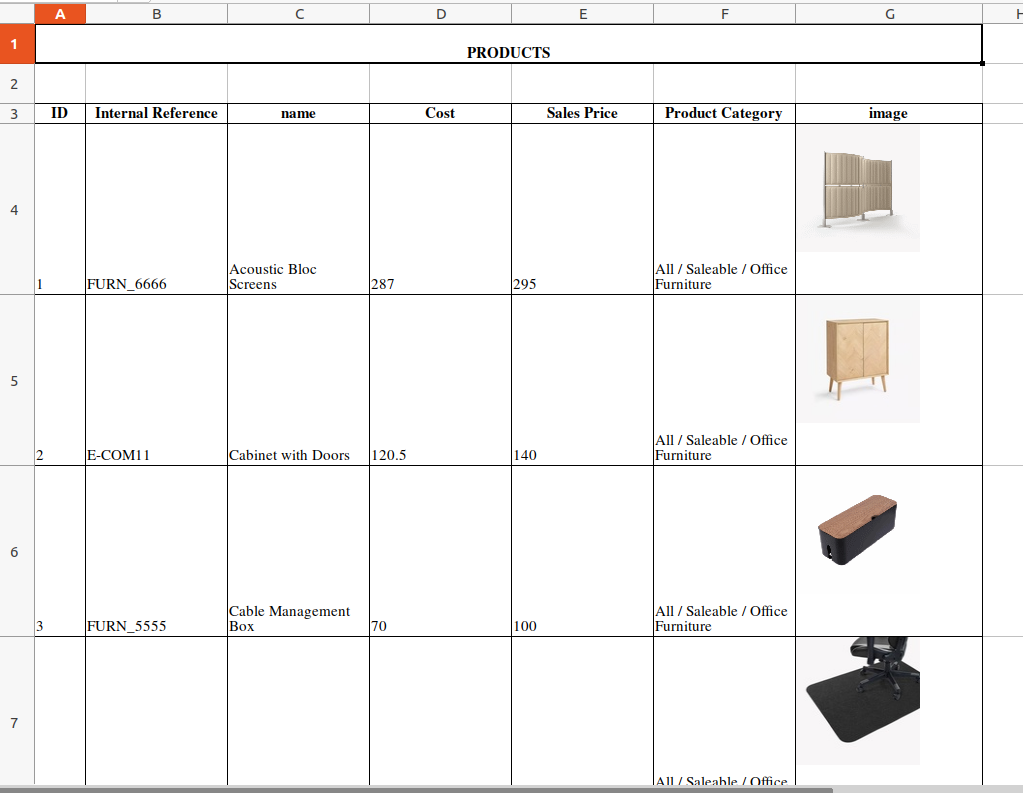 A B C D E F G H
1 PRODUCTS
2
3 ID Internal Reference name Cost Sales Price Product Category image
4
Acoustic Bloc All / Saleable / Office
1 FURN_6666 Screens 287 295 Furniture
5
All / Saleable / Office
2 E-COM11 Cabinet with Doors 120.5 140 Furniture
6
Cable Management All / Saleable / Office
3 FURN_5555 Box 70 100 Furniture
7
All / Saleable / Office